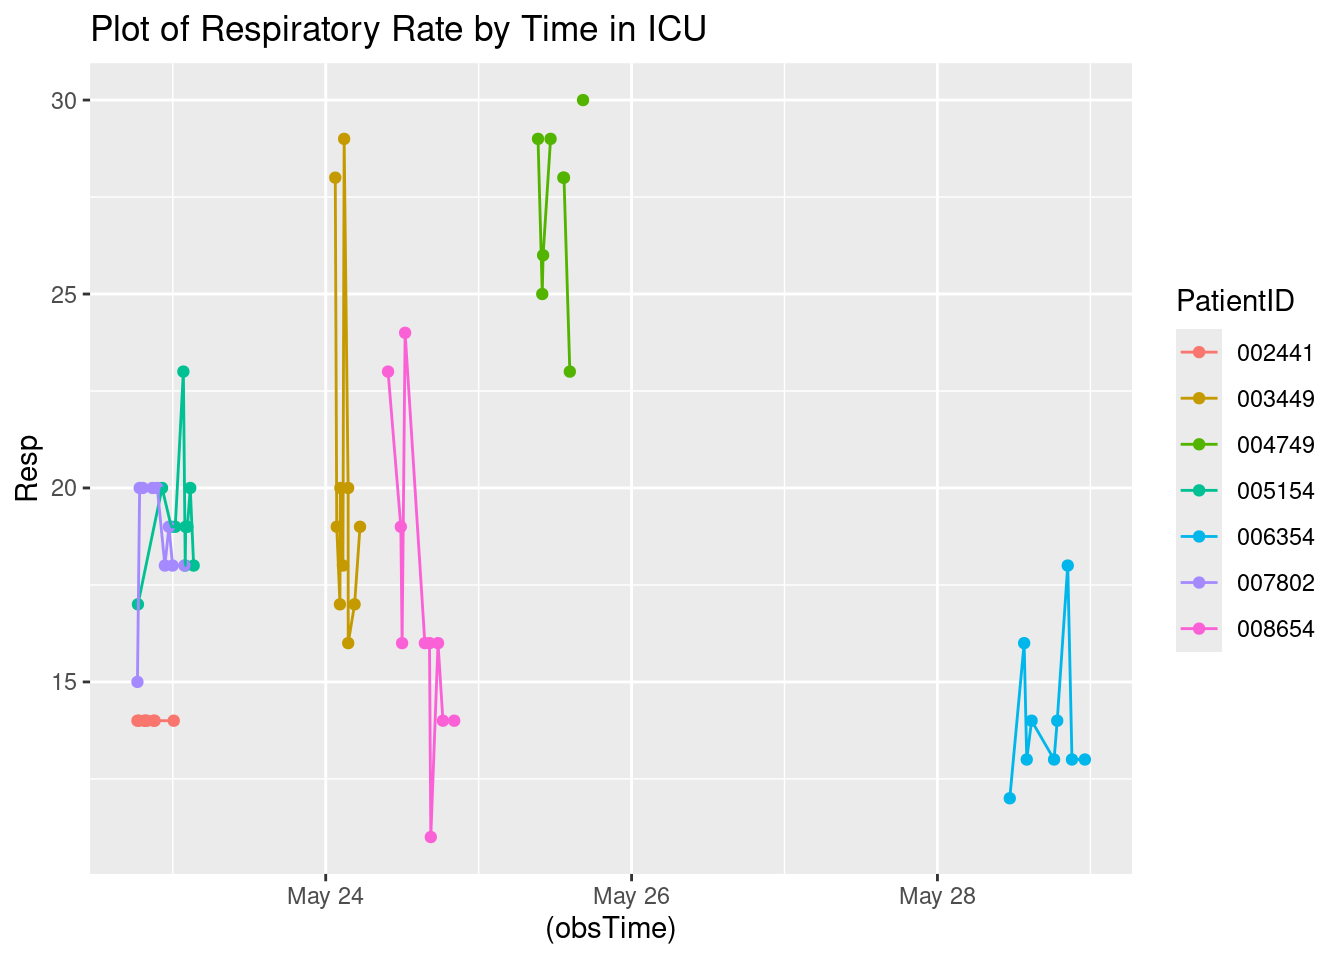 Plot of Respiratory Rate by Time in ICU
30
25
20
15
Resp
May 24
May 26
May 28
(obsTime)
PatientID
002441
003449
004749
005154
006354
007802
008654